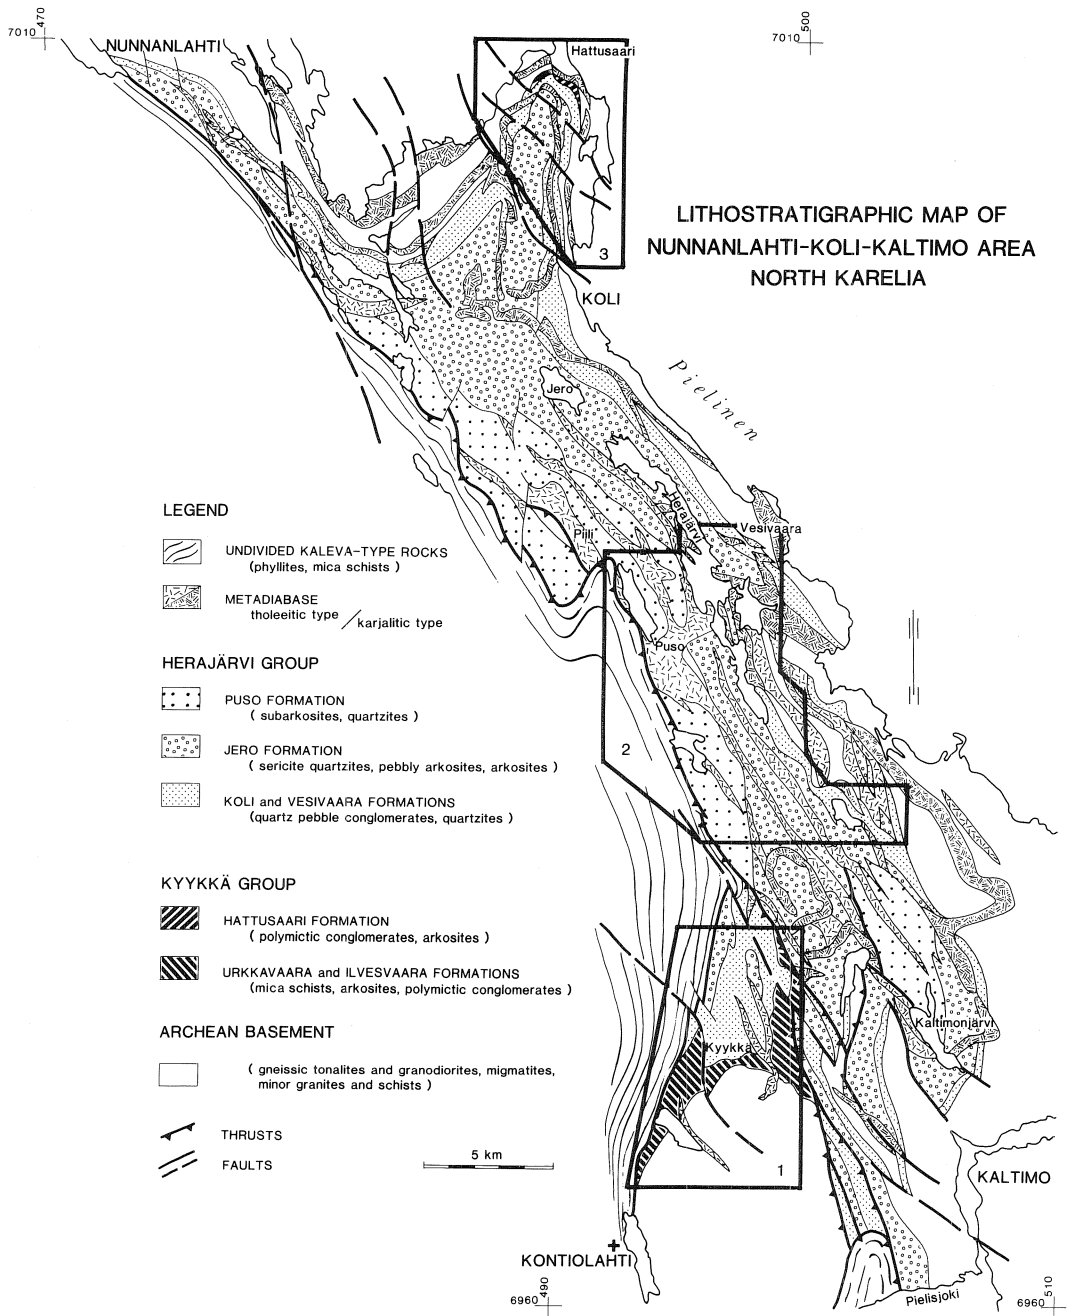 470
7010
500
7010
NUNNANLAHTI
Hattusaari
3
KOLI
LITHOSTRATIGRAPHIC MAP OF
NUNNANLAHTI-KOLI-KALTIMO AREA
NORTH KARELIA
Pielinen
Jero
Herajärvi
Vesivaara
Piili
Puso
2
LEGEND
UNDIVIDED KALEVA-TYPE ROCKS
(phyllites, mica schists)
METADIABASE
tholeeitic type / karjalitic type
HERAJÄRVI GROUP
PUSO FORMATION
(subarkosites, quartzites)
JERO FORMATION
(sericite quartzites, pebbly arkosites, arkosites)
KOLI and VESIVAARA FORMATIONS
(quartz pebble conglomerates, quartzites)
KYYKKÄ GROUP
HATTUSAARI FORMATION
(polymictic conglomerates, arkosites)
URKKAVAARA and ILVESVAARA FORMATIONS
(mica schists, arkosites, polymictic conglomerates)
ARCHEAN BASEMENT
(gneissic tonalites and granodiorites, migmatites,
minor granites and schists)
THRUSTS
FAULTS
5 km
Kyykkä
Kaltimonjärvi
1
KALTIMO
KONTIOLAHTI
Pielisjoki
490
6960
510
6960